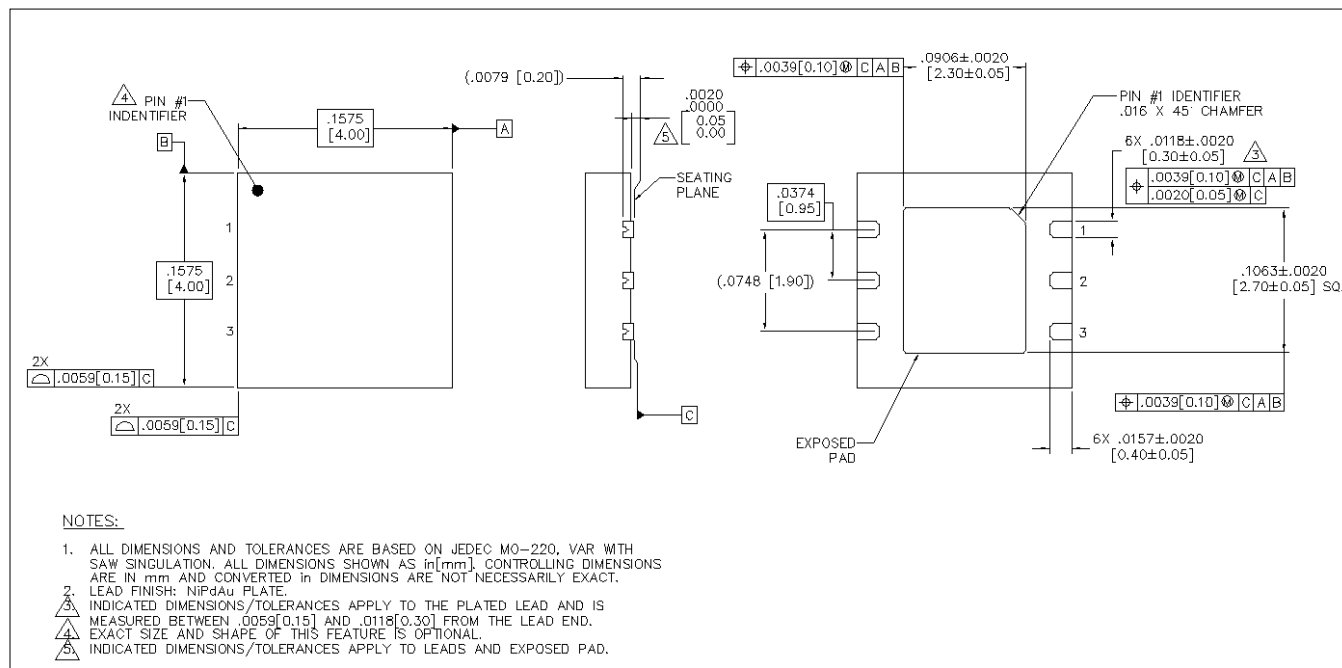 4 PIN #1
INDENTIFIER
.1575
[4.00]
A
B
1
2
3
.1575
[4.00]
2X
⌓ .0059[0.15] C
2X
⌓ .0059[0.15] C
(.0079 [0.20])
.0020
.0000
[0.05
0.00]
5
SEATING
PLANE
C
⌖ .0039[0.10]Ⓜ C A B
.0906±.0020
[2.30±0.05]
PIN #1 IDENTIFIER
.016 X 45° CHAMFER
6X .0118±.0020
[0.30±0.05] 3
⌖ .0039[0.10]Ⓜ C A B
.0020[0.05]Ⓜ C
.0374
[0.95]
(.0748 [1.90])
1
2
3
.1063±.0020
[2.70±0.05] SQ.
⌖ .0039[0.10]Ⓜ C A B
EXPOSED
PAD
6X .0157±.0020
[0.40±0.05]
NOTES:
1. ALL DIMENSIONS AND TOLERANCES ARE BASED ON JEDEC MO-220, VAR WITH
SAW SINGULATION. ALL DIMENSIONS SHOWN AS in[mm]. CONTROLLING DIMENSIONS
ARE IN mm AND CONVERTED in DIMENSIONS ARE NOT NECESSARILY EXACT.
2. LEAD FINISH: NiPdAu PLATE.
3 INDICATED DIMENSIONS/TOLERANCES APPLY TO THE PLATED LEAD AND IS
MEASURED BETWEEN .0059[0.15] AND .0118[0.30] FROM THE LEAD END.
4 EXACT SIZE AND SHAPE OF THIS FEATURE IS OPTIONAL.
5 INDICATED DIMENSIONS/TOLERANCES APPLY TO LEADS AND EXPOSED PAD.